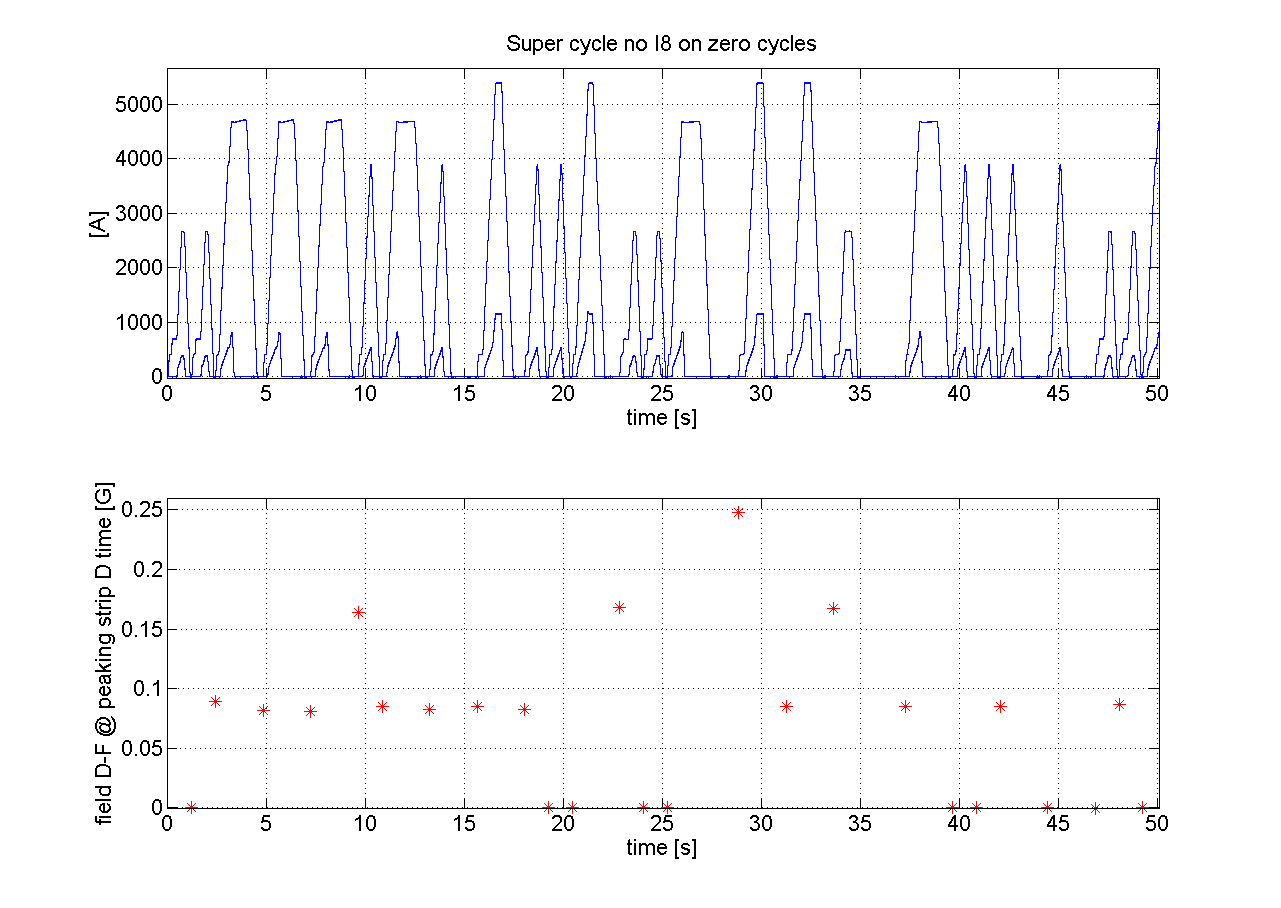 Super cycle no I8 on zero cycles
5000
4000
3000
2000
1000
0
[A]
0 5 10 15 20 25 30 35 40 45 50
time [s]
0.25
0.2
0.15
0.1
0.05
0
field D-F @ peaking strip D time [G]
0 5 10 15 20 25 30 35 40 45 50
time [s]